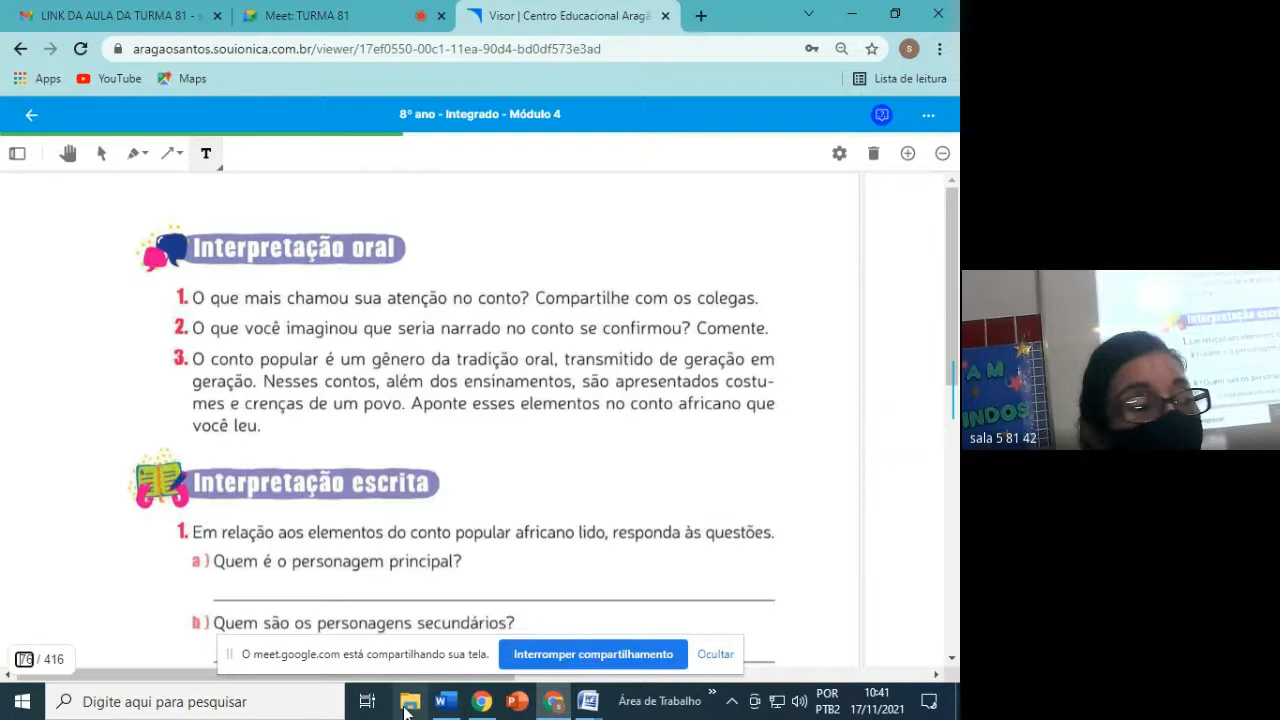 LINK DA AULA DA TURMA 81 - s
Meet: TURMA 81
Visor | Centro Educacional Aragã
aragaosantos.souionica.com.br/viewer/17ef0550-00c1-11ea-90d4-bd0df573e3ad
S
Apps
YouTube
Maps
Lista de leitura
8º ano - Integrado - Módulo 4
T
Interpretação oral
1. O que mais chamou sua atenção no conto? Compartilhe com os colegas.
2. O que você imaginou que seria narrado no conto se confirmou? Comente.
3. O conto popular é um gênero da tradição oral, transmitido de geração em
geração. Nesses contos, além dos ensinamentos, são apresentados costu-
mes e crenças de um povo. Aponte esses elementos no conto africano que
você leu.
AM
INDOS
sala 5 81 42
Interpretação escrita
1. Em relação aos elementos do conto popular africano lido, responda às questões.
a) Quem é o personagem principal?
b) Quem são os personagens secundários?
O meet.google.com está compartilhando sua tela.
Interromper compartilhamento
Ocultar
76 / 416
Digite aqui para pesquisar
Área de Trabalho
POR
PTB2
10:41
17/11/2021